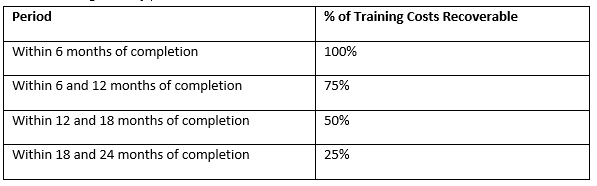 Period % of Training Costs Recoverable
Within 6 months of completion 100%
Within 6 and 12 months of completion 75%
Within 12 and 18 months of completion 50%
Within 18 and 24 months of completion 25%